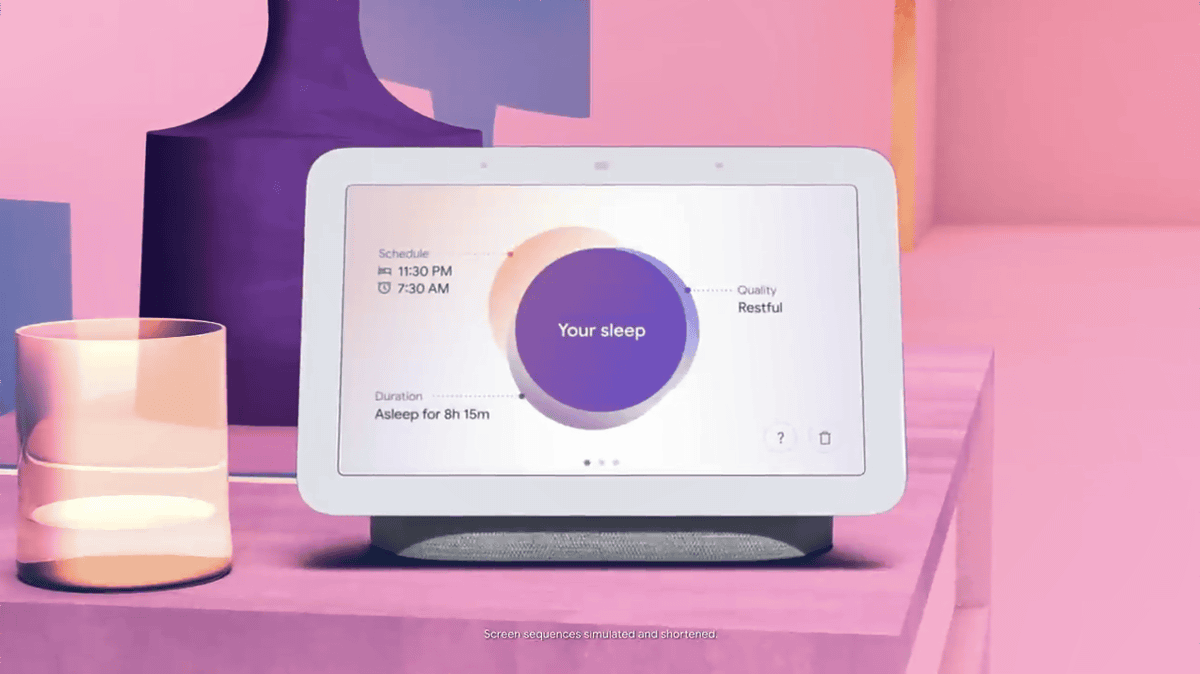 Schedule
11:30 PM
7:30 AM
Your sleep
Quality
Restful
Duration
Asleep for 8h 15m
?
Screen sequences simulated and shortened.